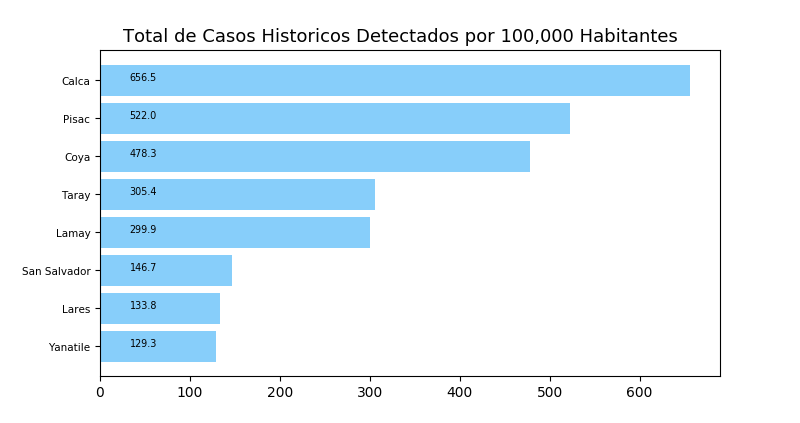 Total de Casos Historicos Detectados por 100,000 Habitantes
Calca 656.5
Pisac 522.0
Coya 478.3
Taray 305.4
Lamay 299.9
San Salvador 146.7
Lares 133.8
Yanatile 129.3
0 100 200 300 400 500 600